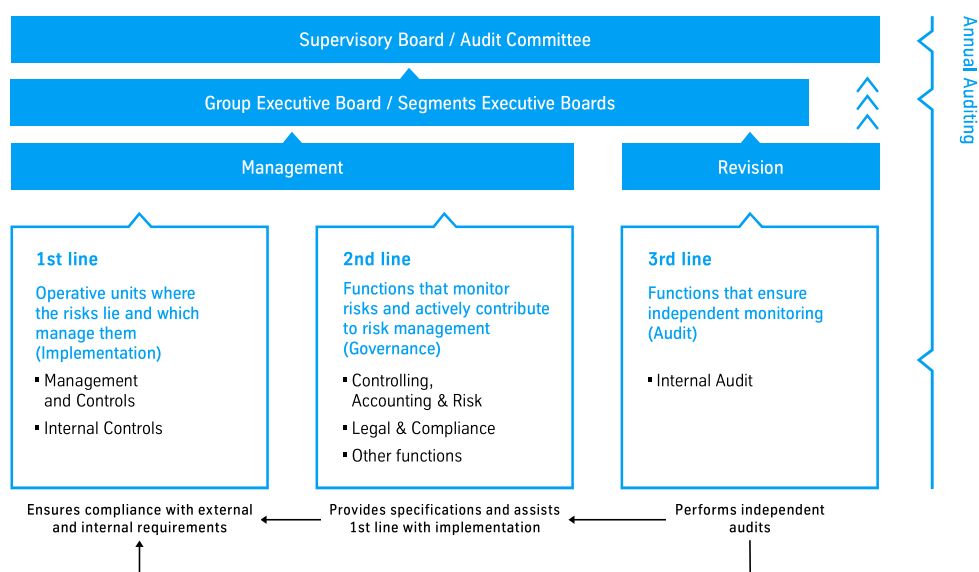 Supervisory Board / Audit Committee
Group Executive Board / Segments Executive Boards
Management
Revision
Annual Auditing
1st line
Operative units where
the risks lie and which
manage them
(Implementation)
▪ Management
and Controls
▪ Internal Controls
2nd line
Functions that monitor
risks and actively contribute
to risk management
(Governance)
▪ Controlling,
Accounting & Risk
▪ Legal & Compliance
▪ Other functions
3rd line
Functions that ensure
independent monitoring
(Audit)
▪ Internal Audit
Ensures compliance with external
and internal requirements
Provides specifications and assists
1st line with implementation
Performs independent
audits